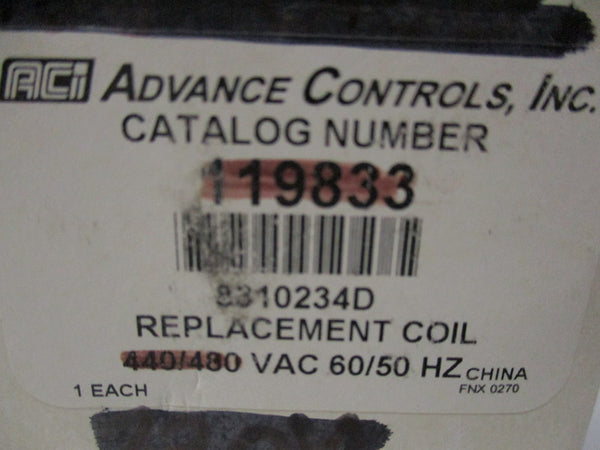 ACi ADVANCE CONTROLS, INC.
CATALOG NUMBER
119833
8310234D
REPLACEMENT COIL
440/480 VAC 60/50 HZ CHINA
1 EACH FNX 0270